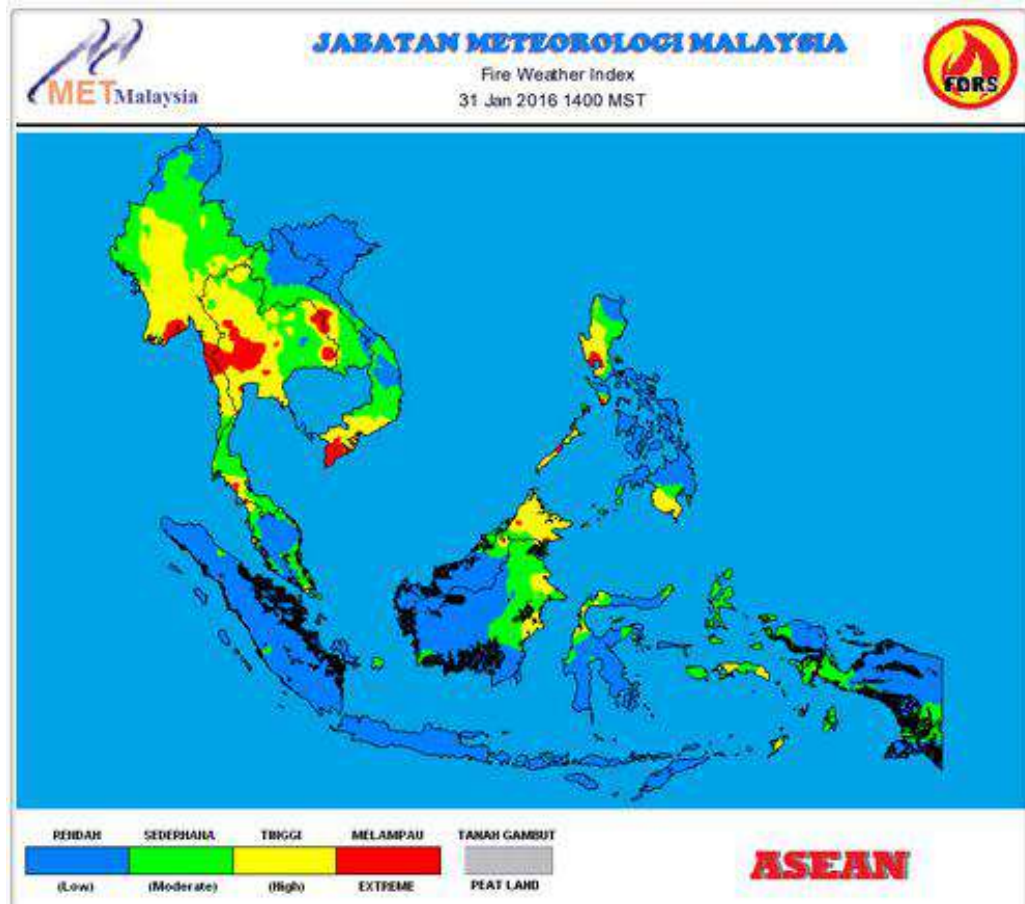 METMalaysia
JABATAN METEOROLOGI MALAYSIA
Fire Weather Index
31 Jan 2016 1400 MST
FDRS
RENDAH SEDERHANA TINGGI MELAMPAU TANAH GAMBUT
(Low) (Moderate) (High) EXTREME PEAT LAND
ASEAN